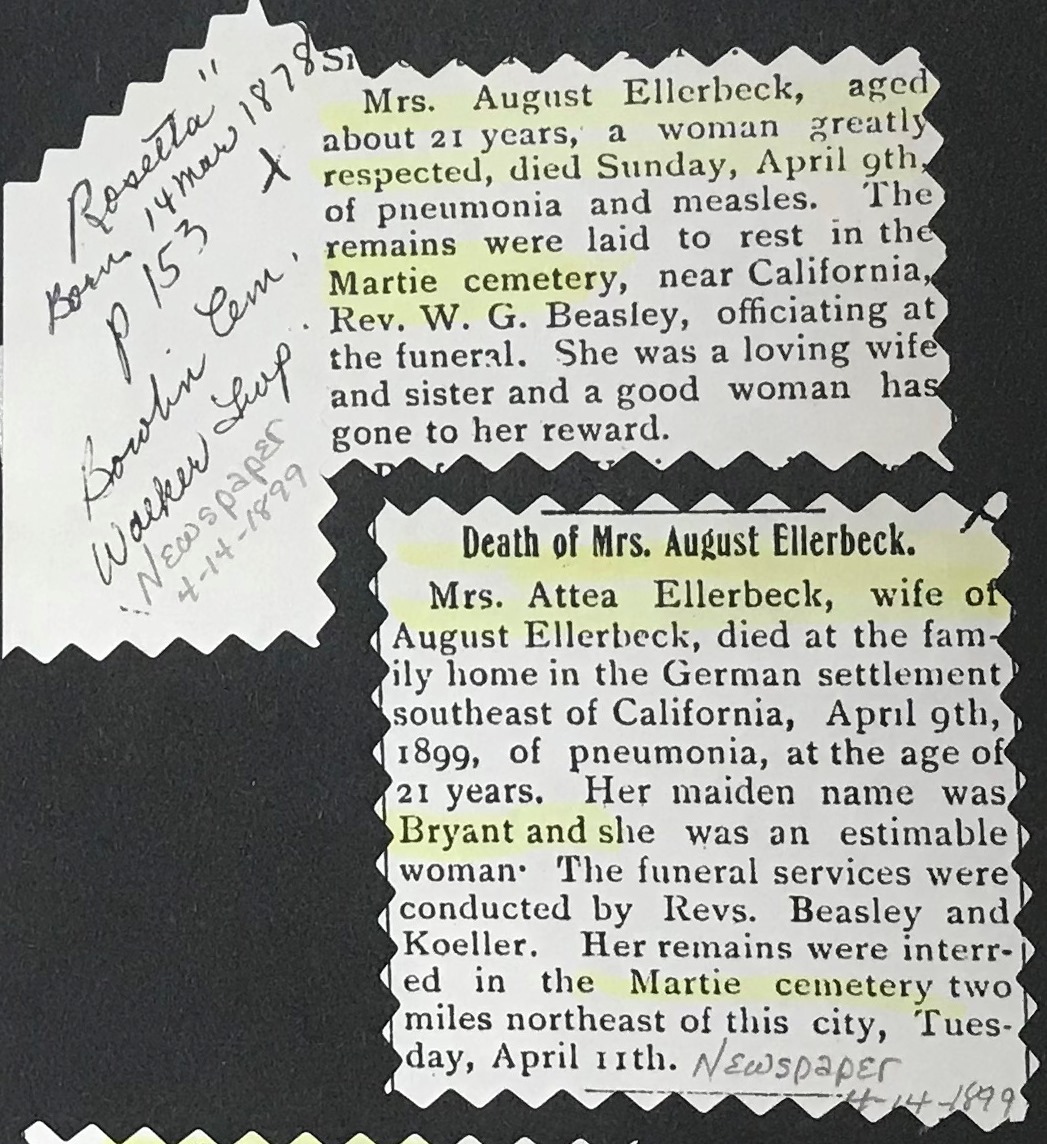 "Rosetta"
Born 14 Mar 1878
p 153
Bowlin Cem.
Walker Twp.
Newspaper
4-14-1899
Mrs. August Ellerbeck, aged
about 21 years, a woman greatly
respected, died Sunday, April 9th,
of pneumonia and measles. The
remains were laid to rest in the
Martie cemetery, near California,
Rev. W. G. Beasley, officiating at
the funeral. She was a loving wife
and sister and a good woman has
gone to her reward.
Death of Mrs. August Ellerbeck.
Mrs. Attea Ellerbeck, wife of
August Ellerbeck, died at the fam-
ily home in the German settlement
southeast of California, April 9th,
1899, of pneumonia, at the age of
21 years. Her maiden name was
Bryant and she was an estimable
woman. The funeral services were
conducted by Revs. Beasley and
Koeller. Her remains were interr-
ed in the Martie cemetery two
miles northeast of this city, Tues-
day, April 11th. Newspaper
4-14-1899